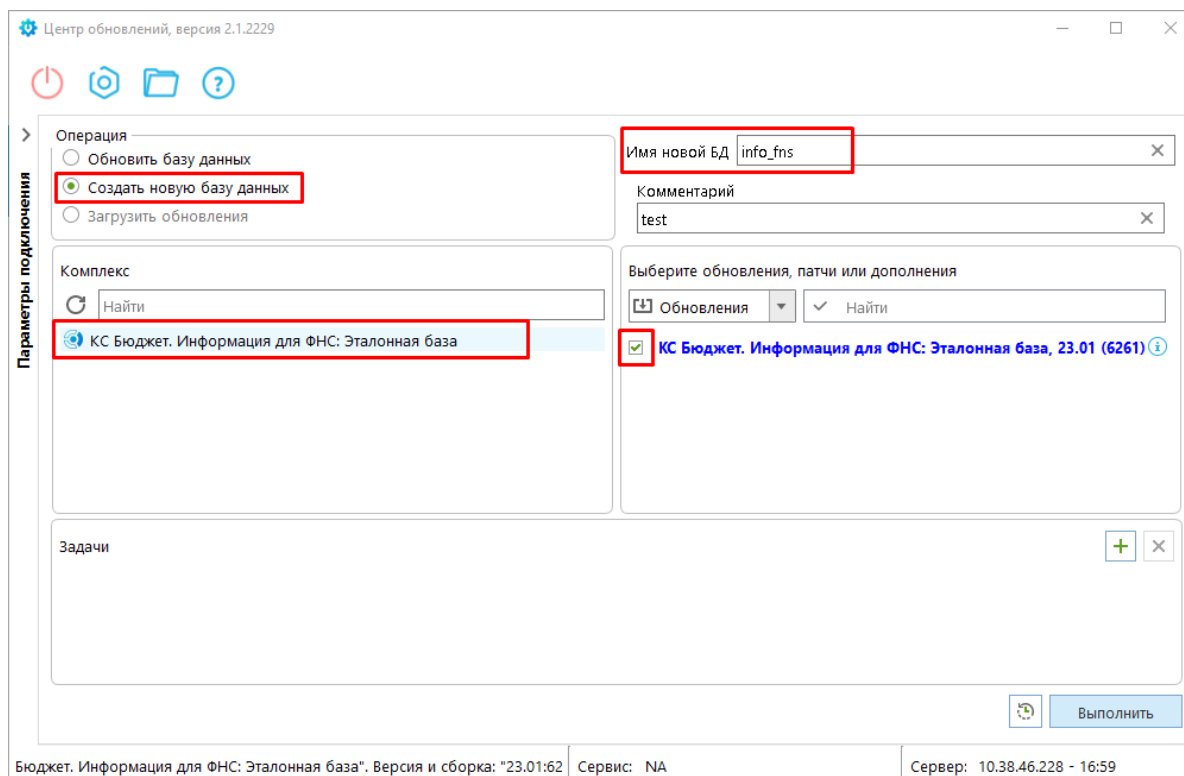 Центр обновлений, версия 2.1.2229
Параметры подключения
Операция
Обновить базу данных
Создать новую базу данных
Загрузить обновления
Имя новой БД info_fns
Комментарий
test
Комплекс
Найти
КС Бюджет. Информация для ФНС: Эталонная база
Выберите обновления, патчи или дополнения
Обновления Найти
КС Бюджет. Информация для ФНС: Эталонная база, 23.01 (6261)
Задачи
Выполнить
Бюджет. Информация для ФНС: Эталонная база". Версия и сборка: "23.01:62 Сервис: NA Сервер: 10.38.46.228 - 16:59